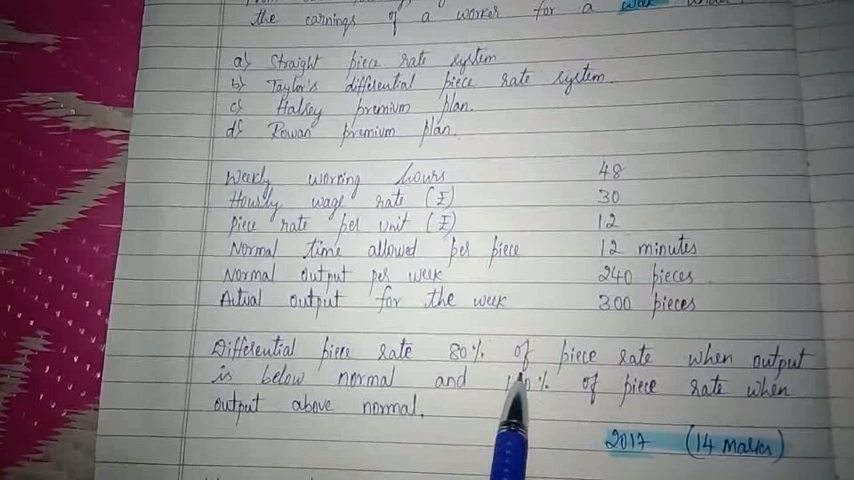 the earnings of a worker for a week under
a) Straight piece rate system
b) Taylor's differential piece rate system.
c) Halsey premium plan.
d) Rowan premium plan.
Weekly working hours 48
Hourly wage rate (₹) 30
Piece rate per unit (₹) 12
Normal time allowed per piece 12 minutes
Normal output per week 240 pieces
Actual output for the week 300 pieces
Differential piece rate 80% of piece rate when output
is below normal and of piece rate when
output above normal.
2017 (14 Marks)